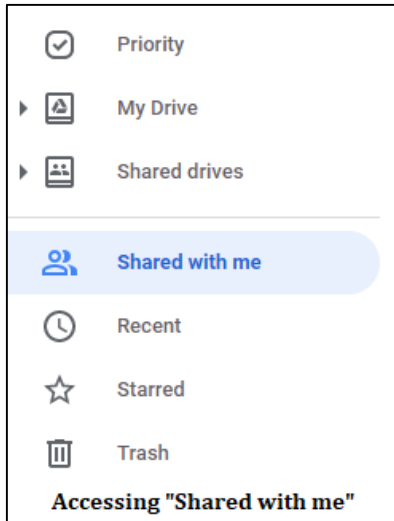 Priority
My Drive
Shared drives
Shared with me
Recent
Starred
Trash
Accessing "Shared with me"